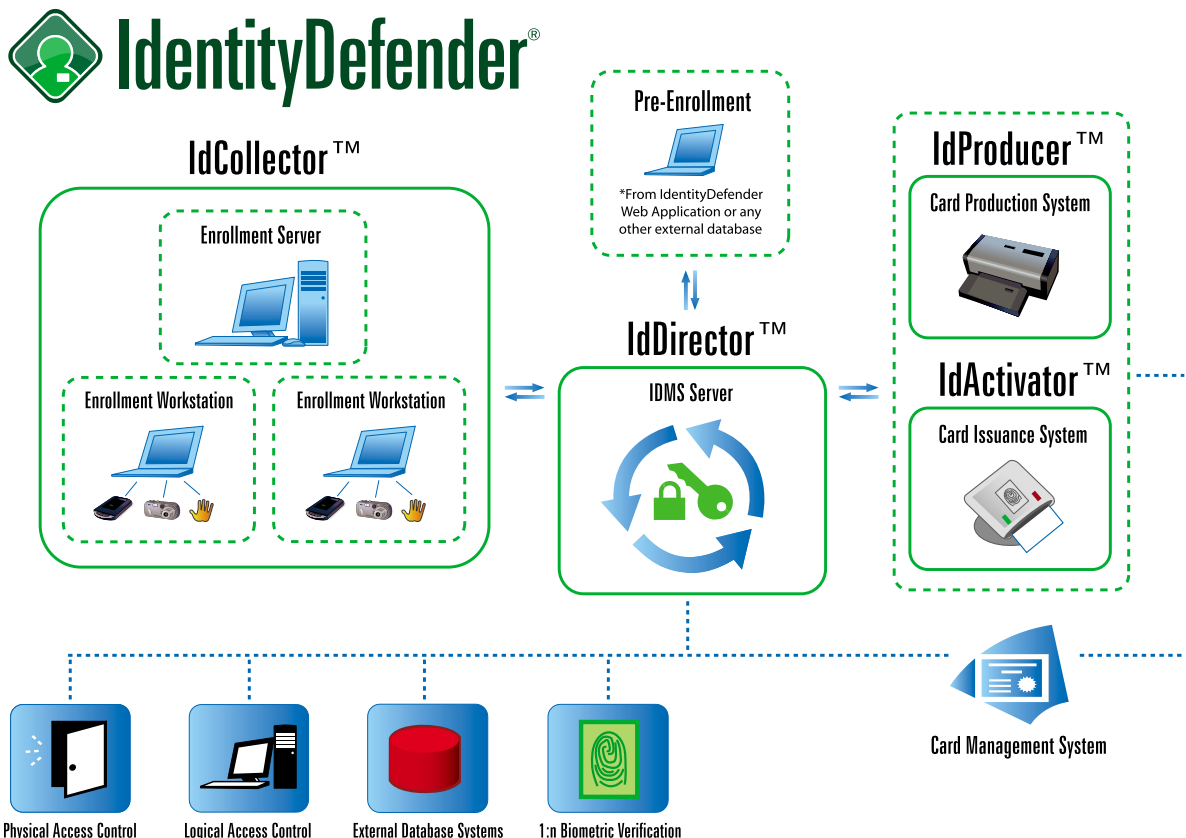 IdentityDefender®
Pre-Enrollment
*From IdentityDefender
Web Application or any
other external database
IdCollector™
Enrollment Server
Enrollment Workstation
Enrollment Workstation
IdDirector™
IDMS Server
IdProducer™
Card Production System
IdActivator™
Card Issuance System
Card Management System
Physical Access Control
Logical Access Control
External Database Systems
1:n Biometric Verification